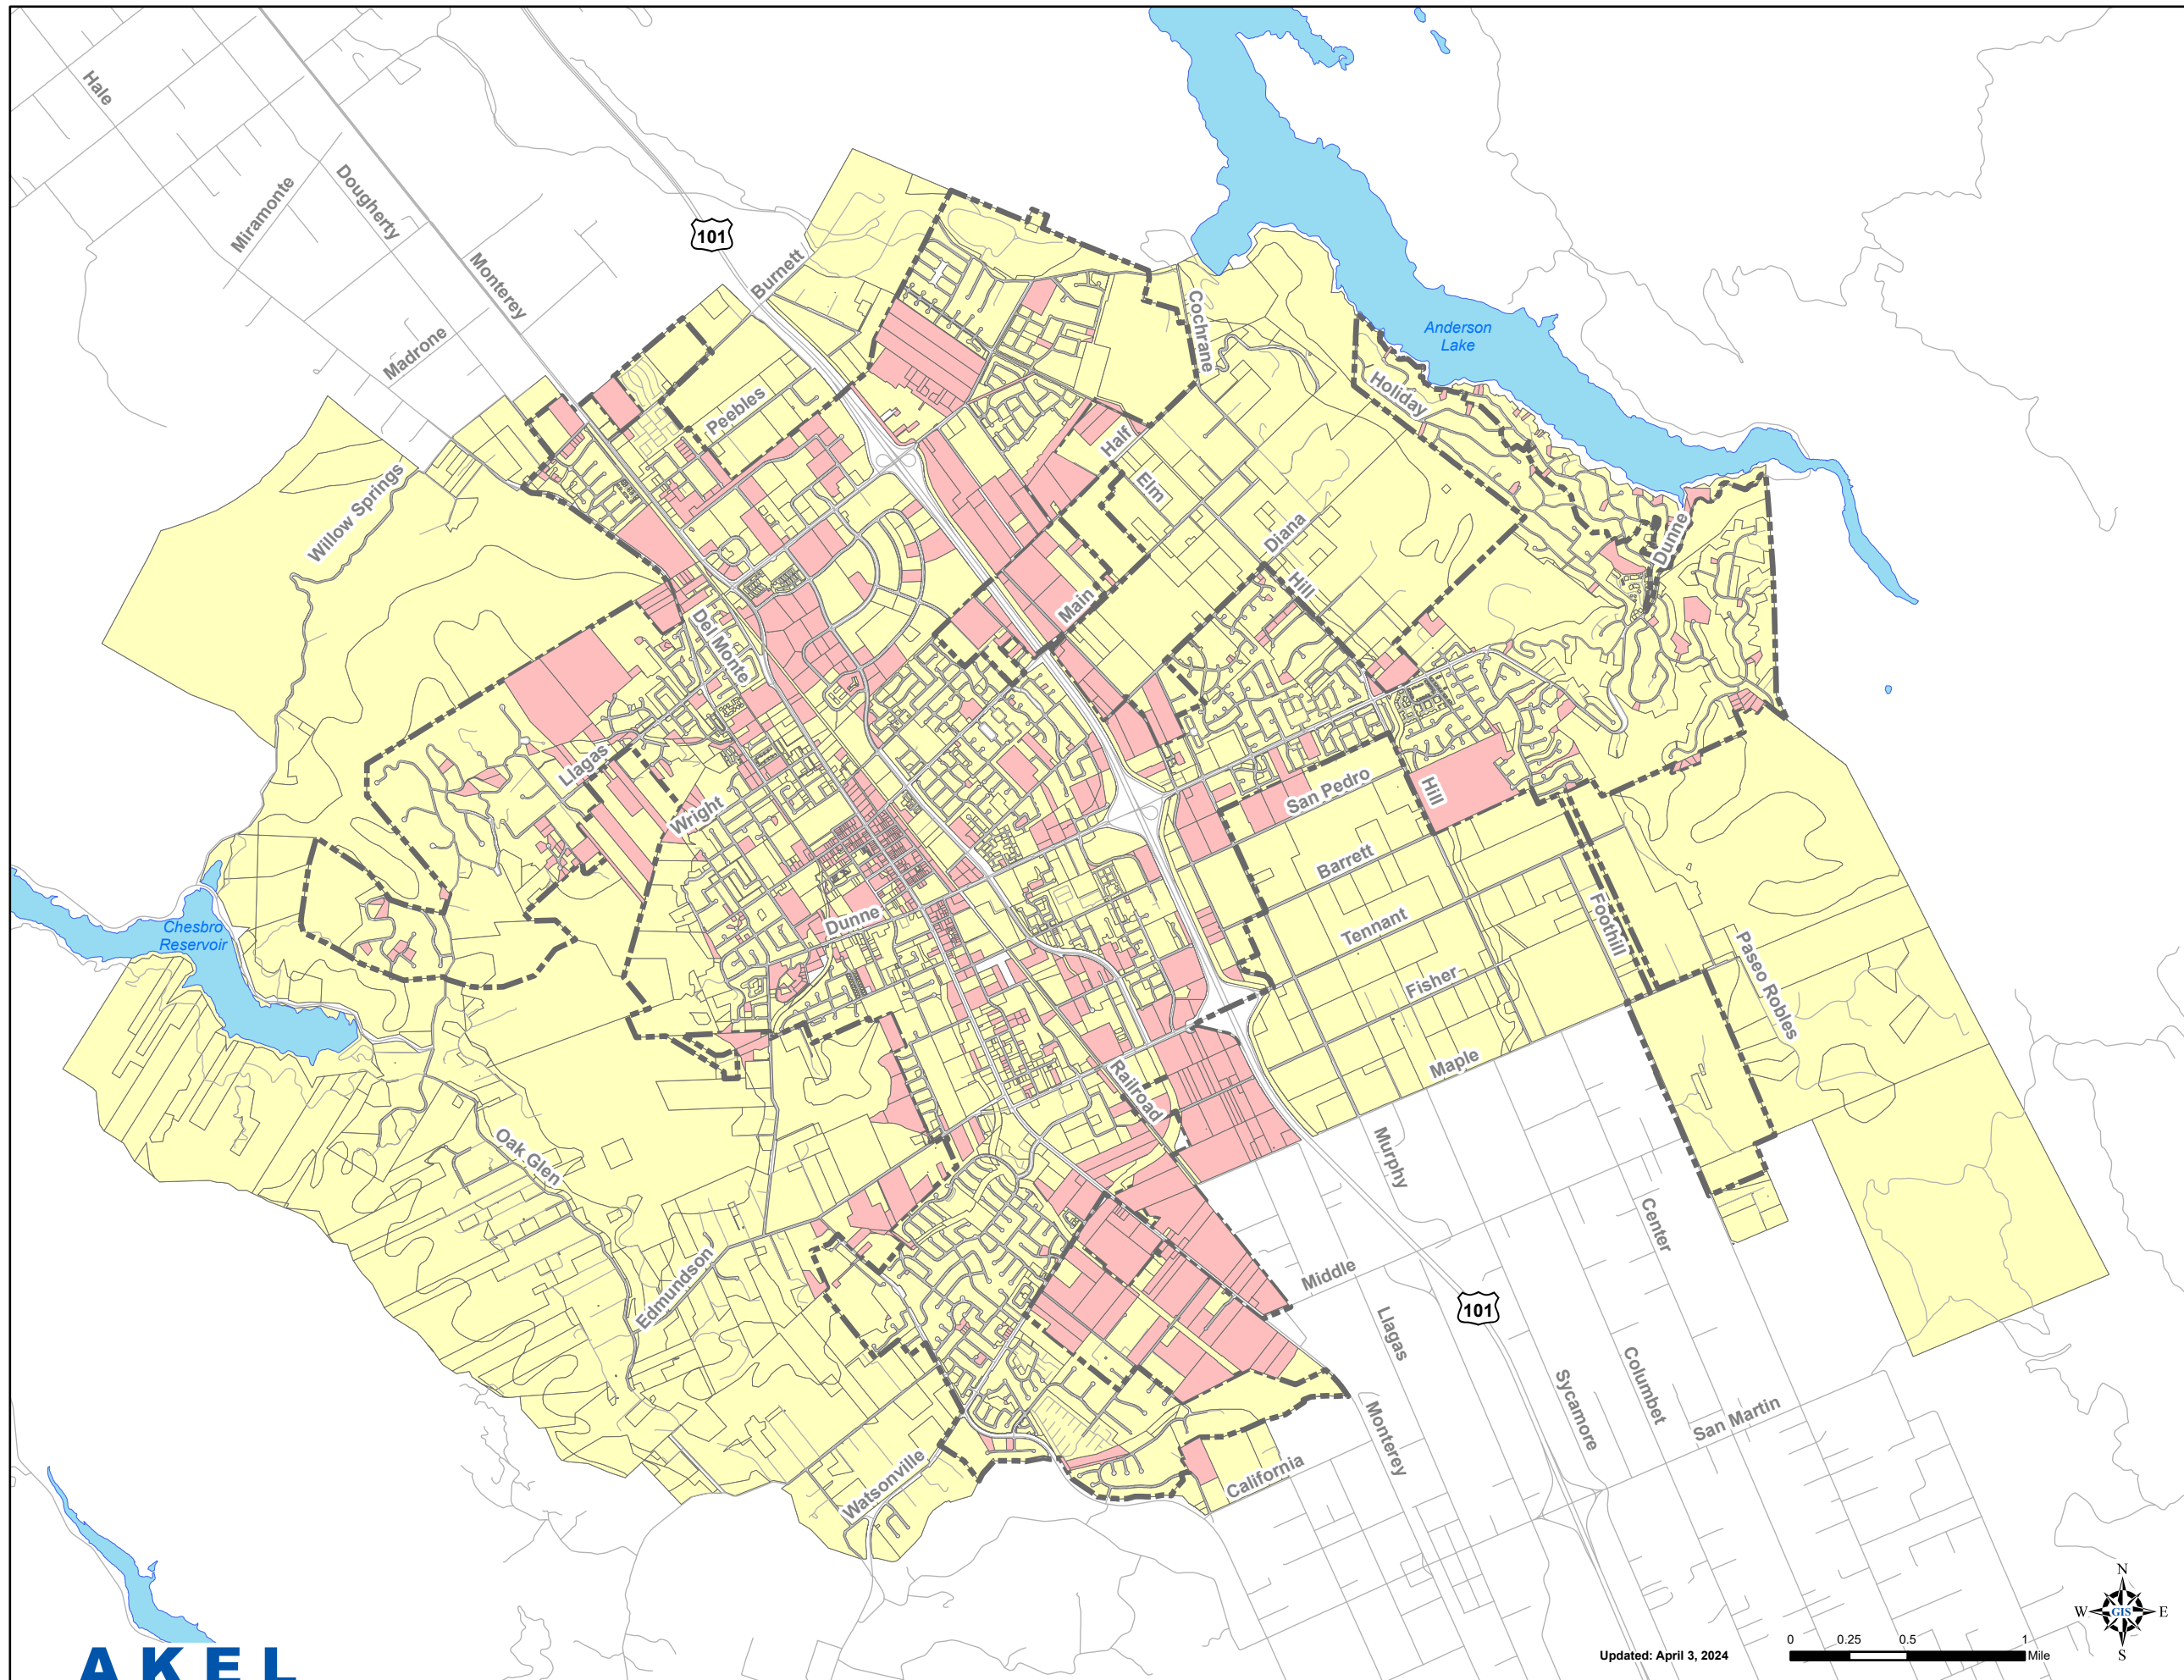 Hale
Miramonte
Dougherty
Monterey
Madrone
101
Burnett
Peebles
Willow Springs
Cochrane
Anderson
Lake
Holiday
Half
Elm
Diana
Hill
Dunne
Main
Del Monte
Llagas
Wright
San Pedro
Hill
Barrett
Dunne
Tennant
Foothill
Fisher
Paseo Robles
Chesbro
Reservoir
Maple
Railroad
Oak Glen
Murphy
Edmundson
Center
Middle
101
Llagas
Sycamore
Columbet
San Martin
Monterey
California
Watsonville
N
W GIS E
S
0 0.25 0.5 1
Mile
Updated: April 3, 2024
AKEL